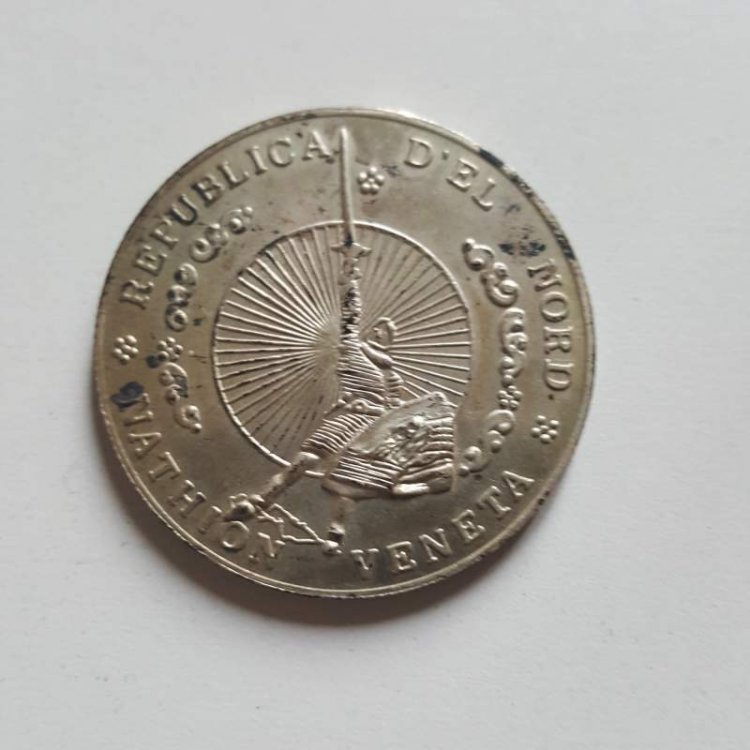 REPUBLICA D'EL NORD.
NATHION VENETA